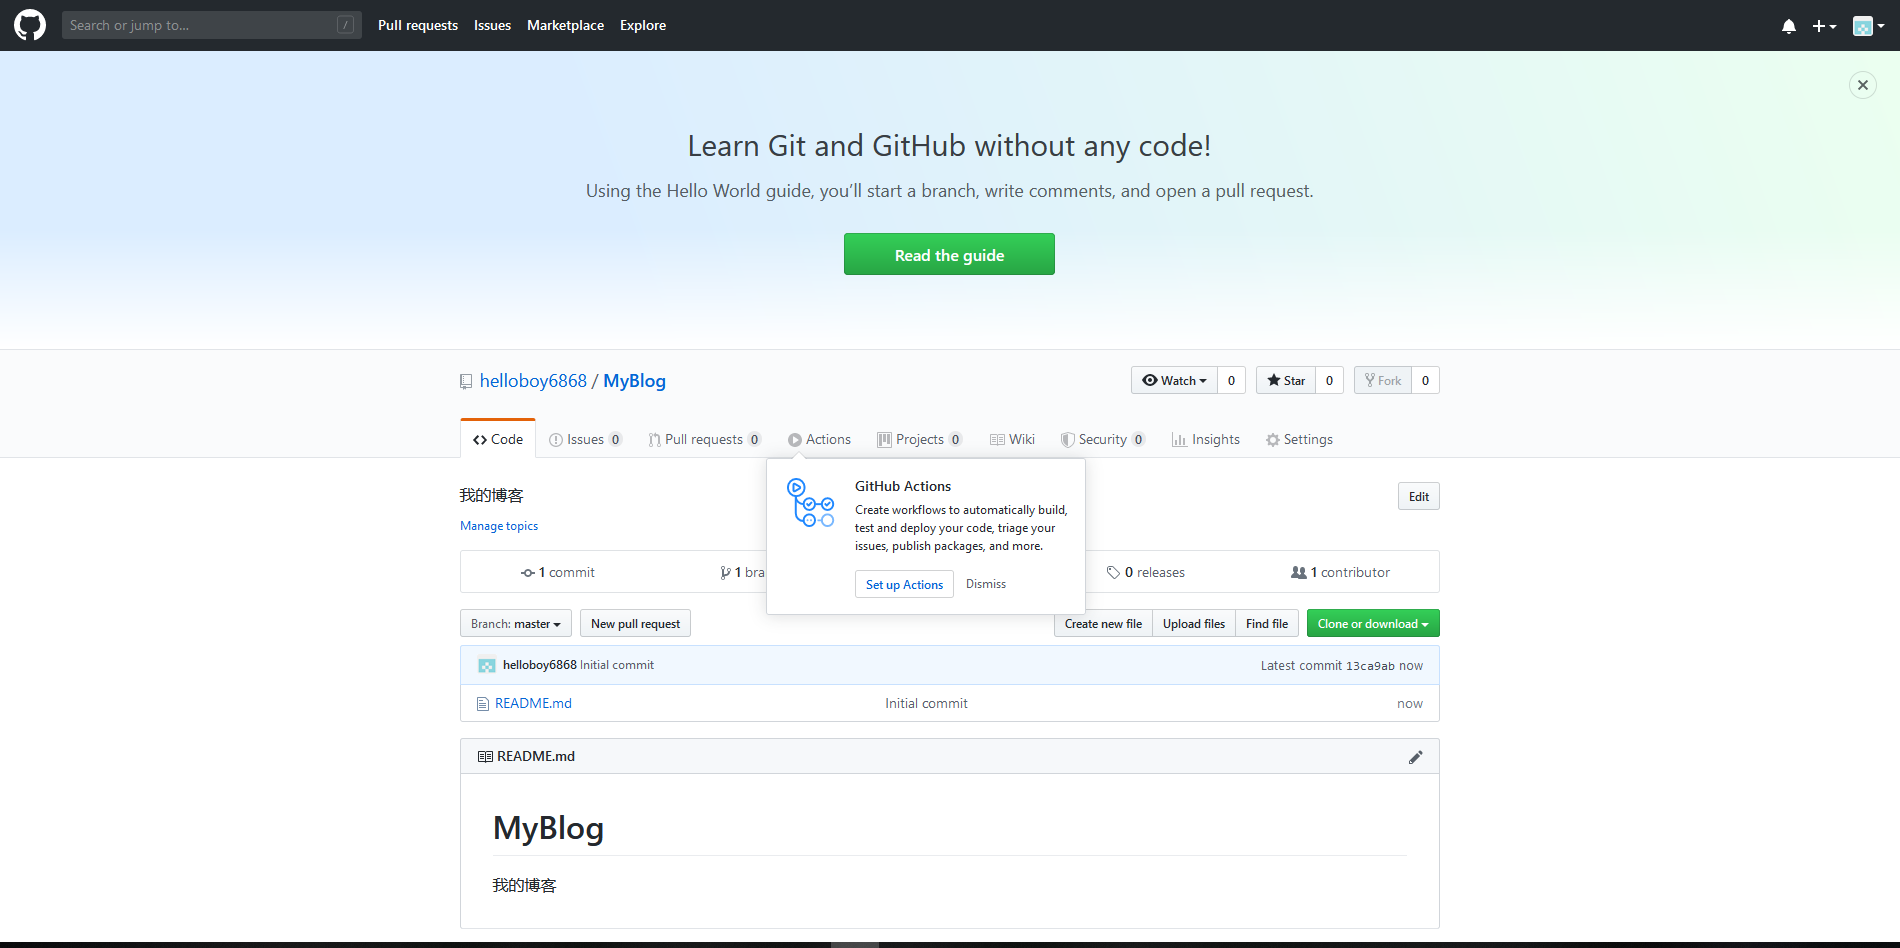 Search or jump to... / Pull requests Issues Marketplace Explore
Learn Git and GitHub without any code!
Using the Hello World guide, you’ll start a branch, write comments, and open a pull request.
Read the guide
helloboy6868 / MyBlog Watch 0 Star 0 Fork 0
Code Issues 0 Pull requests 0 Actions Projects 0 Wiki Security 0 Insights Settings
GitHub Actions
Create workflows to automatically build,
test and deploy your code, triage your
issues, publish packages, and more.
Set up Actions Dismiss
我的博客 Edit
Manage topics
1 commit 1 bra 0 releases 1 contributor
Branch: master New pull request Create new file Upload files Find file Clone or download
helloboy6868 Initial commit Latest commit 13ca9ab now
README.md Initial commit now
README.md
MyBlog
我的博客